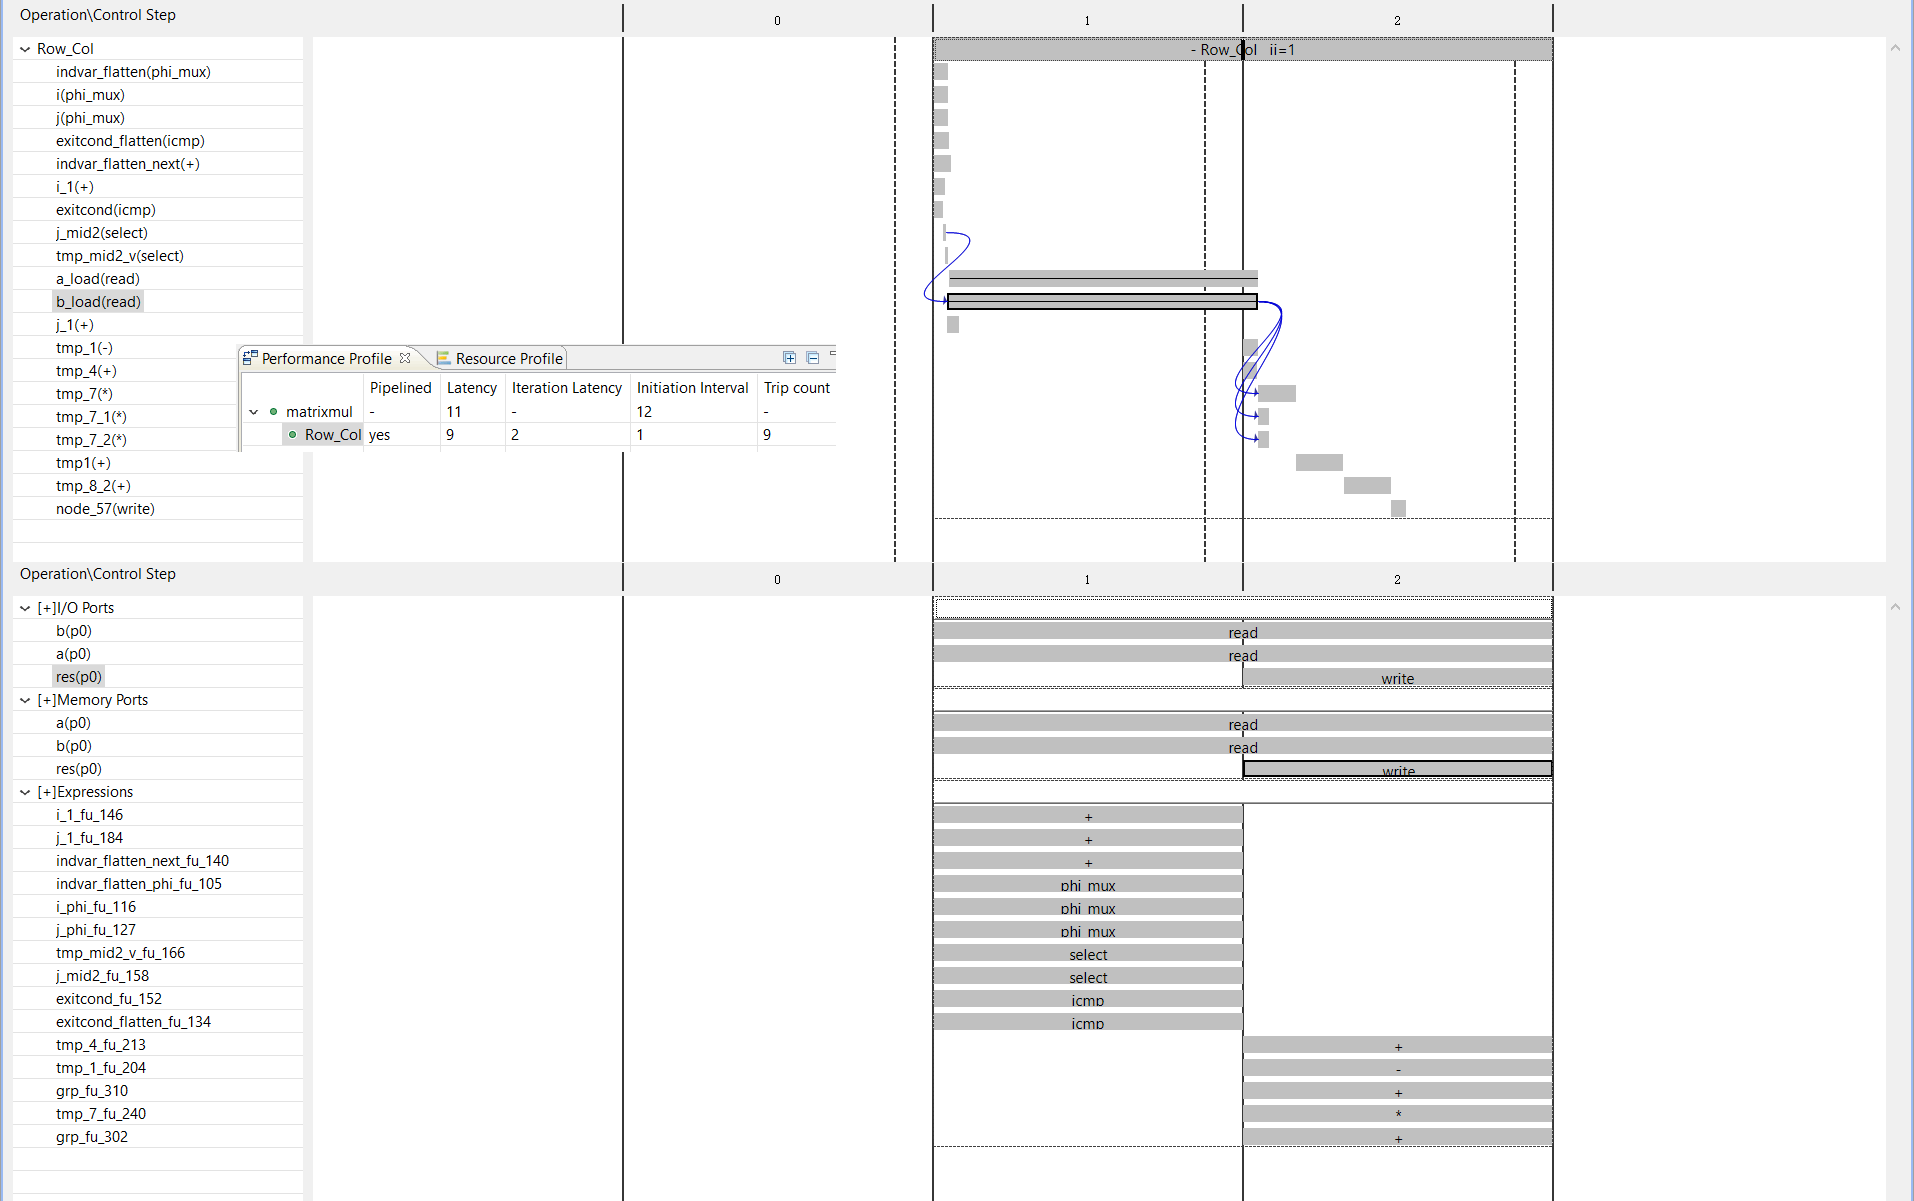 Operation\Control Step 0 1 2
Row_Col - Row_Col ii=1
indvar_flatten(phi_mux)
i(phi_mux)
j(phi_mux)
exitcond_flatten(icmp)
indvar_flatten_next(+)
i_1(+)
exitcond(icmp)
j_mid2(select)
tmp_mid2_v(select)
a_load(read)
b_load(read)
j_1(+)
tmp_1(-)
tmp_4(+)
tmp_7(*)
tmp_7_1(*)
tmp_7_2(*)
tmp1(+)
tmp_8_2(+)
node_57(write)
Performance Profile Resource Profile
Pipelined Latency Iteration Latency Initiation Interval Trip count
matrixmul - 11 - 12 -
Row_Col yes 9 2 1 9
Operation\Control Step 0 1 2
[+]I/O Ports
b(p0) read
a(p0) read
res(p0) write
[+]Memory Ports
a(p0) read
b(p0) read
res(p0) write
[+]Expressions
i_1_fu_146 +
j_1_fu_184 +
indvar_flatten_next_fu_140 +
indvar_flatten_phi_fu_105 phi_mux
i_phi_fu_116 phi_mux
j_phi_fu_127 phi_mux
tmp_mid2_v_fu_166 select
j_mid2_fu_158 select
exitcond_fu_152 icmp
exitcond_flatten_fu_134 icmp
tmp_4_fu_213 +
tmp_1_fu_204 -
grp_fu_310 +
tmp_7_fu_240 *
grp_fu_302 +